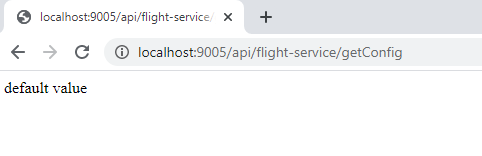 localhost:9005/api/flight-service/
localhost:9005/api/flight-service/getConfig
default value